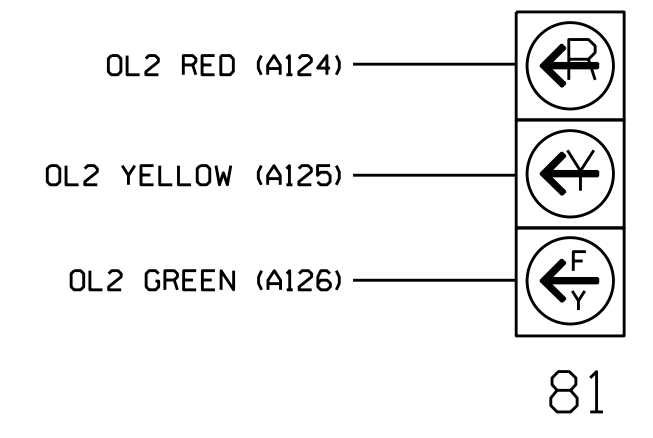 OL2 RED (A124)
R
OL2 YELLOW (A125)
Y
OL2 GREEN (A126)
F
Y
81